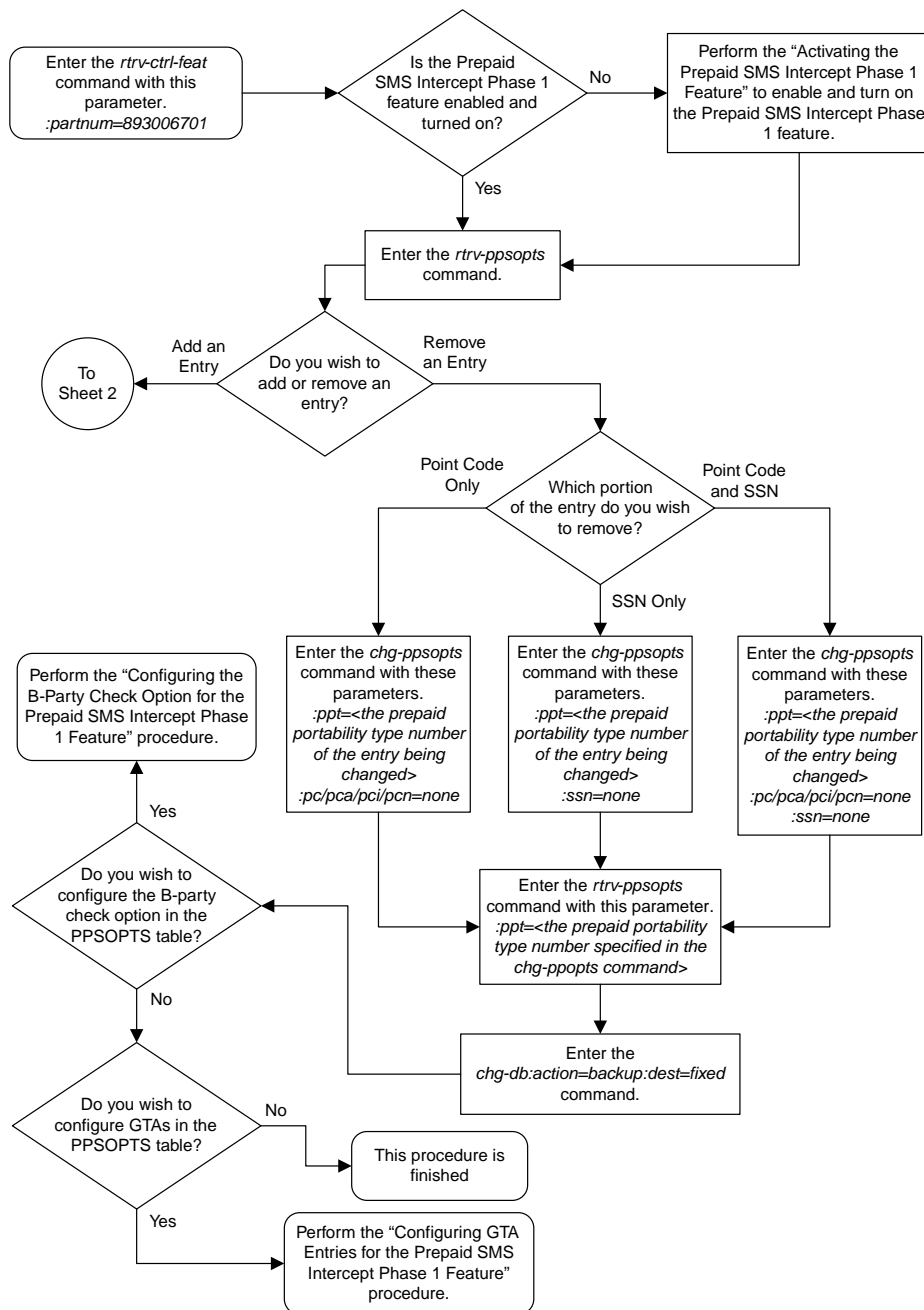 Enter the rtrv-ctrl-feat
command with this
parameter.
:partnum=893006701
Is the Prepaid
SMS Intercept Phase 1
feature enabled and
turned on?
No
Yes
Perform the “Activating the
Prepaid SMS Intercept Phase 1
Feature” to enable and turn on
the Prepaid SMS Intercept Phase
1 feature.
Enter the rtrv-ppsopts
command.
Do you wish to
add or remove an
entry?
Add an
Entry
Remove
an Entry
To
Sheet 2
Which portion
of the entry do you wish
to remove?
Point Code
Only
Point Code
and SSN
SSN Only
Enter the chg-ppsopts
command with these
parameters.
:ppt=<the prepaid
portability type number
of the entry being
changed>
:pc/pca/pci/pcn=none
Enter the chg-ppsopts
command with these
parameters.
:ppt=<the prepaid
portability type number
of the entry being
changed>
:ssn=none
Enter the chg-ppsopts
command with these
parameters.
:ppt=<the prepaid
portability type number
of the entry being
changed>
:pc/pca/pci/pcn=none
:ssn=none
Enter the rtrv-ppsopts
command with this parameter.
:ppt=<the prepaid portability
type number specified in the
chg-ppopts command>
Enter the
chg-db:action=backup:dest=fixed
command.
Perform the “Configuring the
B-Party Check Option for the
Prepaid SMS Intercept Phase
1 Feature” procedure.
Yes
Do you wish to
configure the B-party
check option in the
PPSOPTS table?
No
Do you wish to
configure GTAs in the
PPSOPTS table?
No
This procedure is
finished
Yes
Perform the “Configuring GTA
Entries for the Prepaid SMS
Intercept Phase 1 Feature”
procedure.